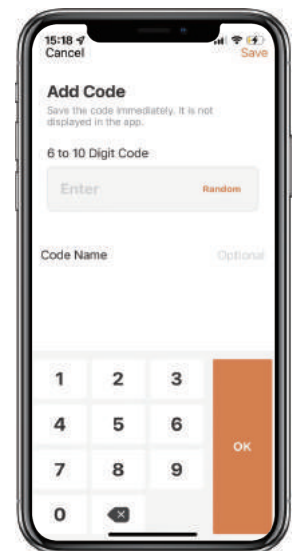 15:18
Cancel Save
Add Code
Save the code immediately. It is not
displayed in the app.
6 to 10 Digit Code
Enter Random
Code Name Optional
1 2 3
4 5 6
OK
7 8 9
0